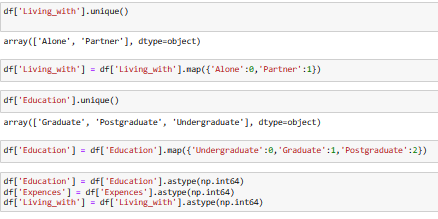 df['Living_with'].unique()
array(['Alone', 'Partner'], dtype=object)
df['Living_with'] = df['Living_with'].map({'Alone':0,'Partner':1})
df['Education'].unique()
array(['Graduate', 'Postgraduate', 'Undergraduate'], dtype=object)
df['Education'] = df['Education'].map({'Undergraduate':0,'Graduate':1,'Postgraduate':2})
df['Education'] = df['Education'].astype(np.int64)
df['Expences'] = df['Expences'].astype(np.int64)
df['Living_with'] = df['Living_with'].astype(np.int64)